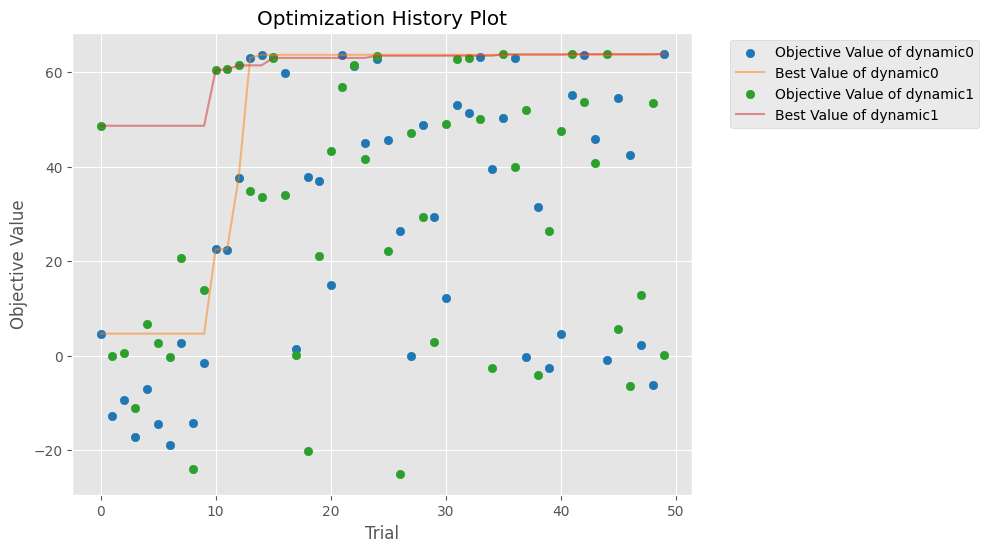 Optimization History Plot
Objective Value of dynamic0
Best Value of dynamic0
Objective Value of dynamic1
Best Value of dynamic1
Objective Value
60
40
20
0
−20
0
10
20
30
40
50
Trial